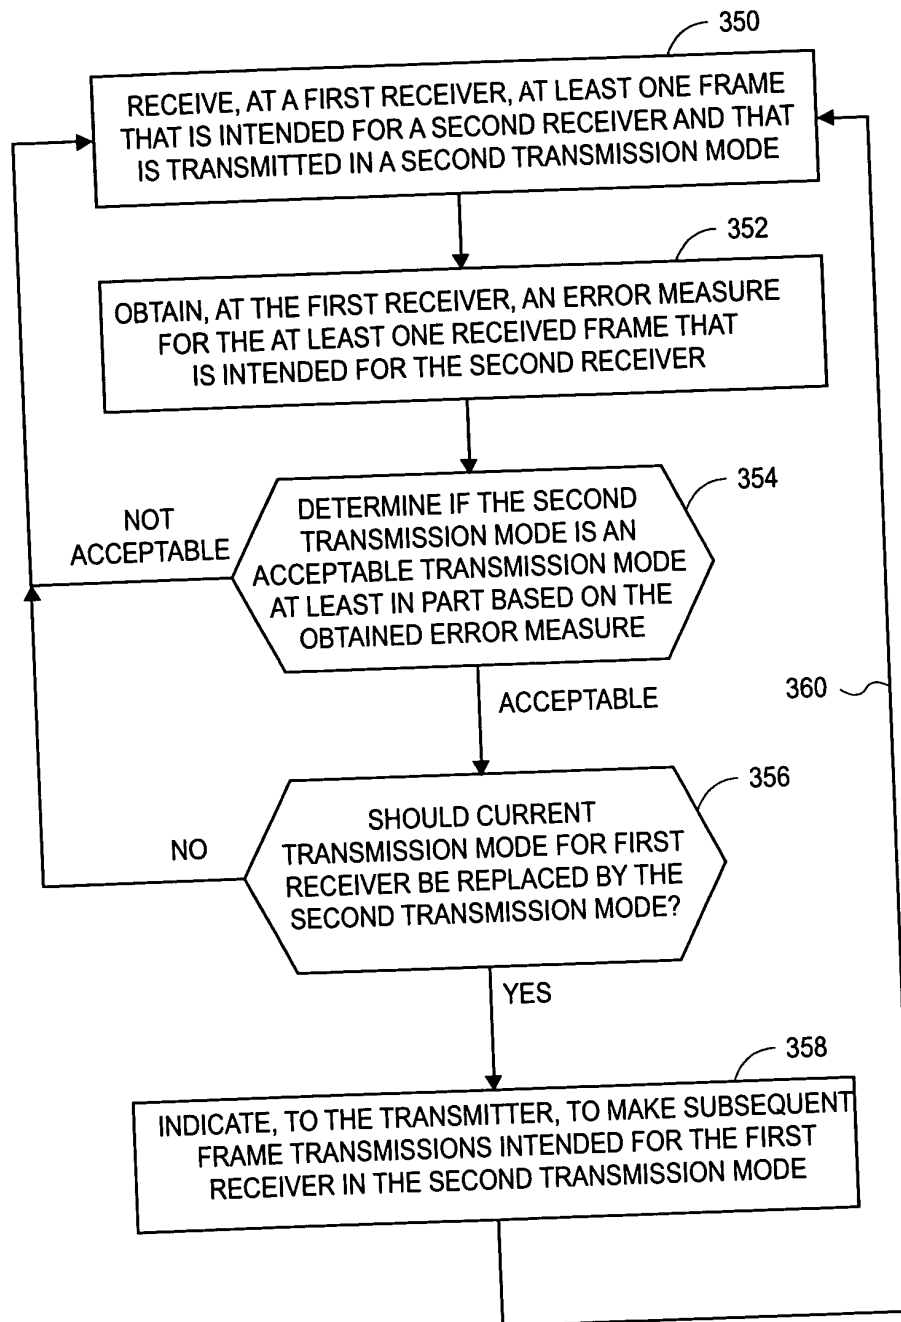 350
RECEIVE, AT A FIRST RECEIVER, AT LEAST ONE FRAME
THAT IS INTENDED FOR A SECOND RECEIVER AND THAT
IS TRANSMITTED IN A SECOND TRANSMISSION MODE
352
OBTAIN, AT THE FIRST RECEIVER, AN ERROR MEASURE
FOR THE AT LEAST ONE RECEIVED FRAME THAT
IS INTENDED FOR THE SECOND RECEIVER
354
NOT
ACCEPTABLE
DETERMINE IF THE SECOND
TRANSMISSION MODE IS AN
ACCEPTABLE TRANSMISSION MODE
AT LEAST IN PART BASED ON THE
OBTAINED ERROR MEASURE
ACCEPTABLE
360
356
NO
SHOULD CURRENT
TRANSMISSION MODE FOR FIRST
RECEIVER BE REPLACED BY THE
SECOND TRANSMISSION MODE?
YES
358
INDICATE, TO THE TRANSMITTER, TO MAKE SUBSEQUENT
FRAME TRANSMISSIONS INTENDED FOR THE FIRST
RECEIVER IN THE SECOND TRANSMISSION MODE